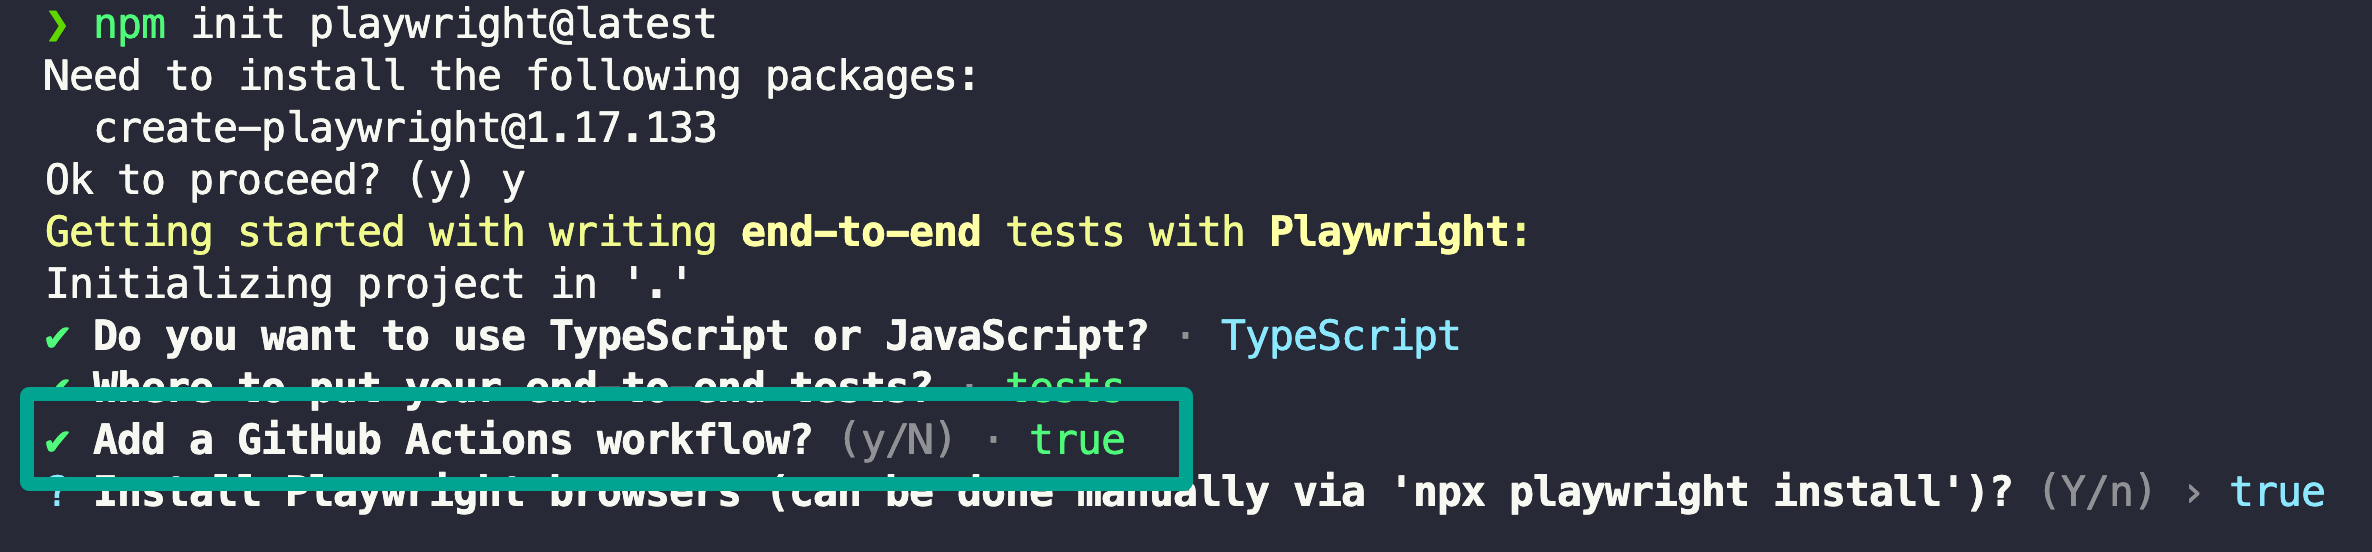 ❯ npm init playwright@latest
Need to install the following packages:
  create-playwright@1.17.133
Ok to proceed? (y) y
Getting started with writing end-to-end tests with Playwright:
Initializing project in '.'
✔ Do you want to use TypeScript or JavaScript? · TypeScript
✔ Where to put your end-to-end tests? · tests
✔ Add a GitHub Actions workflow? (y/N) · true
? Install Playwright browsers (can be done manually via 'npx playwright install')? (Y/n) › true